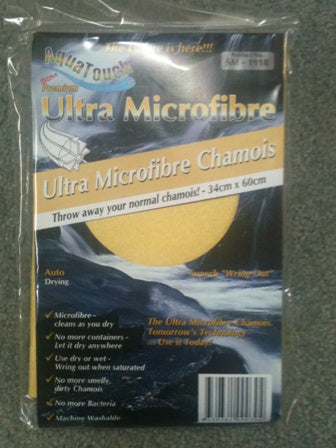 The Future is here!!!
AquaTouch
Premium
Product No.
SM - 1918
Ultra Microfibre
Ultra Microfibre Chamois
Throw away your normal chamois! - 34cm x 60cm
Auto
Drying
Superb "Wring Out"
✓ Microfibre -
cleans as you dry
✓ No more containers -
Let it dry anywhere
✓ Use dry or wet -
Wring out when saturated
✓ No more smelly,
dirty Chamois
✓ No more Bacteria
✓ Machine Washable
The Ultra Microfibre Chamois.
Tomorrow's Technology
... Use it Today!